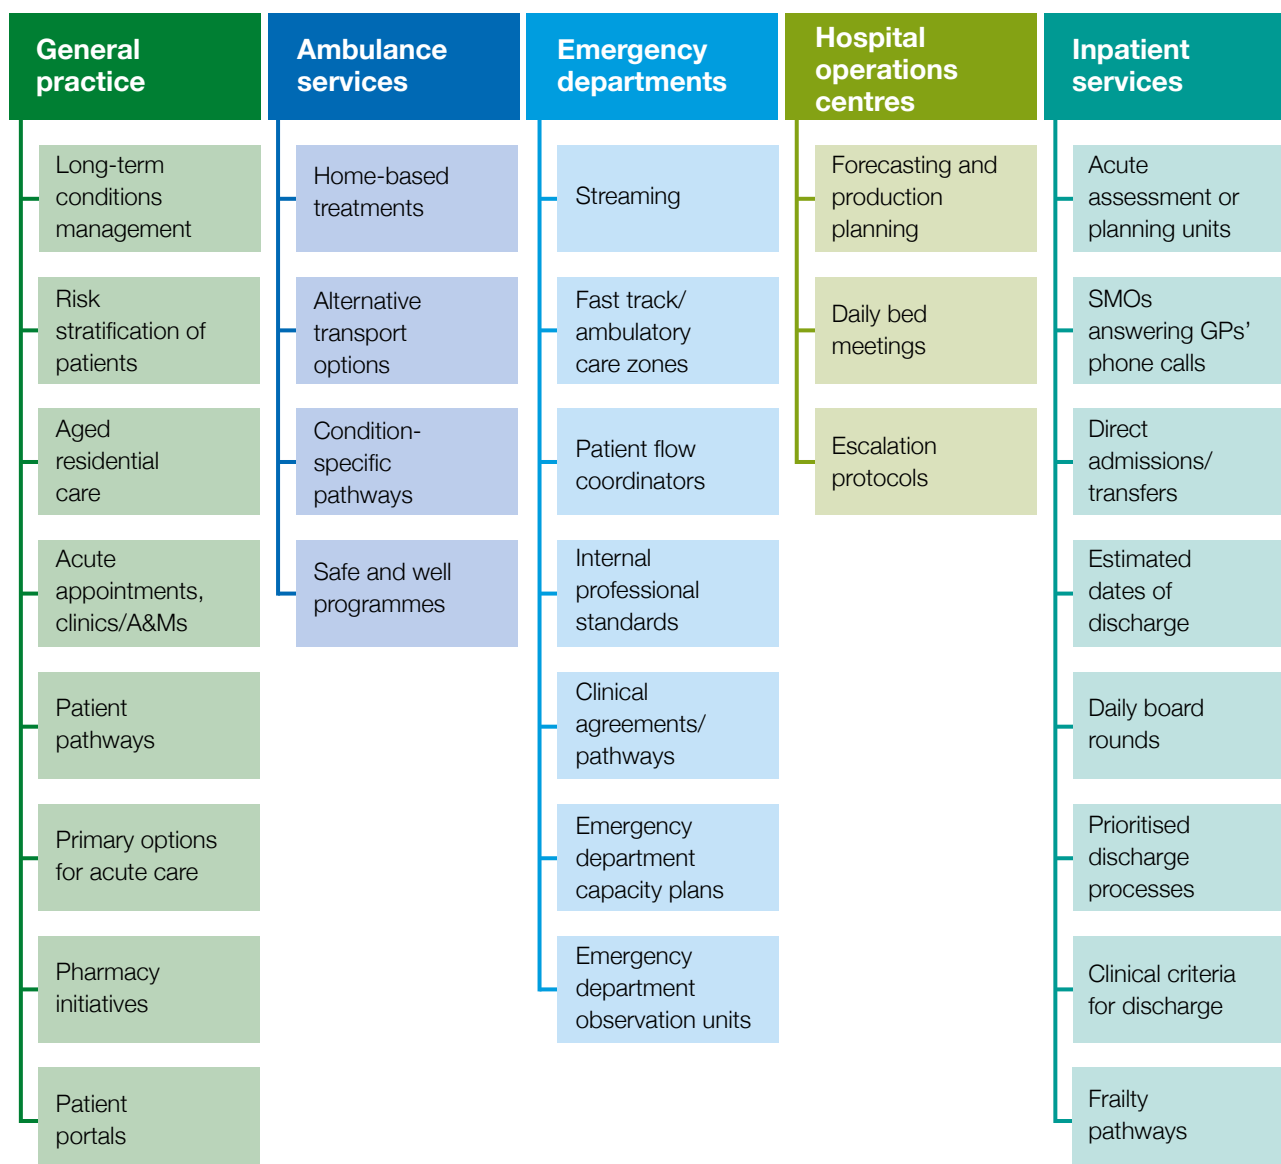 General
practice
Long-term
conditions
management
Risk
stratification of
patients
Aged
residential
care
Acute
appointments,
clinics/A&Ms
Patient
pathways
Primary options
for acute care
Pharmacy
initiatives
Patient
portals
Ambulance
services
Home-based
treatments
Alternative
transport
options
Condition-
specific
pathways
Safe and well
programmes
Emergency
departments
Streaming
Fast track/
ambulatory
care zones
Patient flow
coordinators
Internal
professional
standards
Clinical
agreements/
pathways
Emergency
department
capacity plans
Emergency
department
observation units
Hospital
operations
centres
Forecasting and
production
planning
Daily bed
meetings
Escalation
protocols
Inpatient
services
Acute
assessment or
planning units
SMOs
answering GPs’
phone calls
Direct
admissions/
transfers
Estimated
dates of
discharge
Daily board
rounds
Prioritised
discharge
processes
Clinical criteria
for discharge
Frailty
pathways